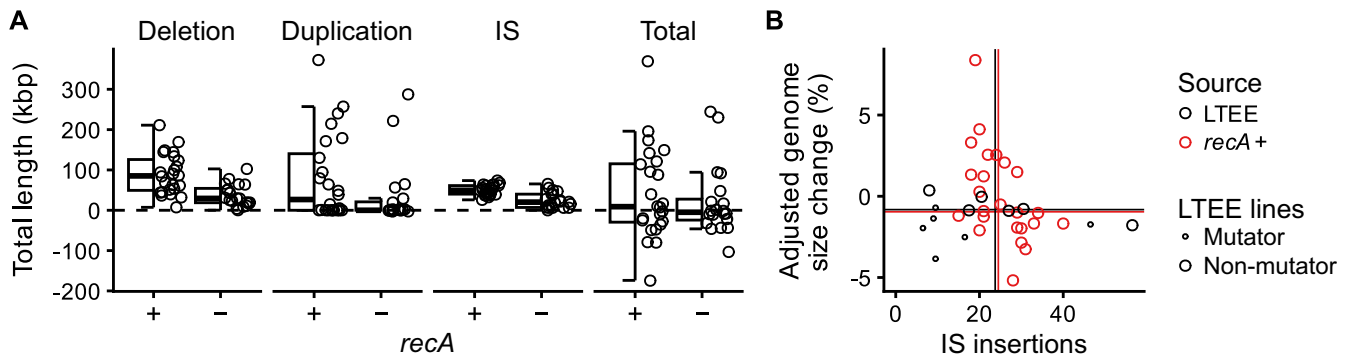 A
Deletion Duplication IS Total
Total length (kbp)
300
200
100
0
-100
-200
+ − + − + − + −
recA
B
Adjusted genome
size change (%)
5
0
-5
0 20 40
IS insertions
Source
LTEE
recA+
LTEE lines
Mutator
Non-mutator